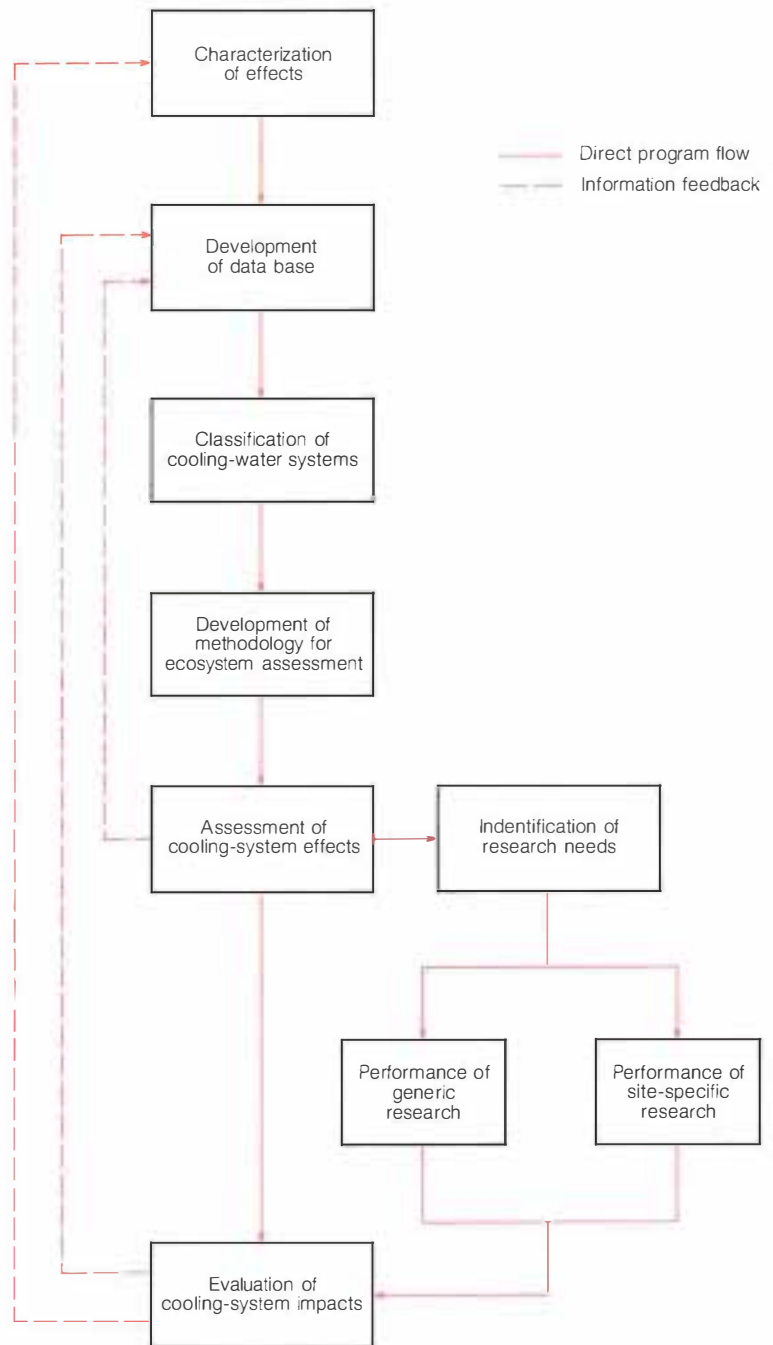 Characterization
of effects
Direct program flow
Information feedback
Development
of data base
Classification of
cooling-water systems
Development of
methodology for
ecosystem assessment
Assessment of
cooling-system effects
Indentification of
research needs
Performance of
generic
research
Performance of
site-specific
research
Evaluation of
cooling-system impacts